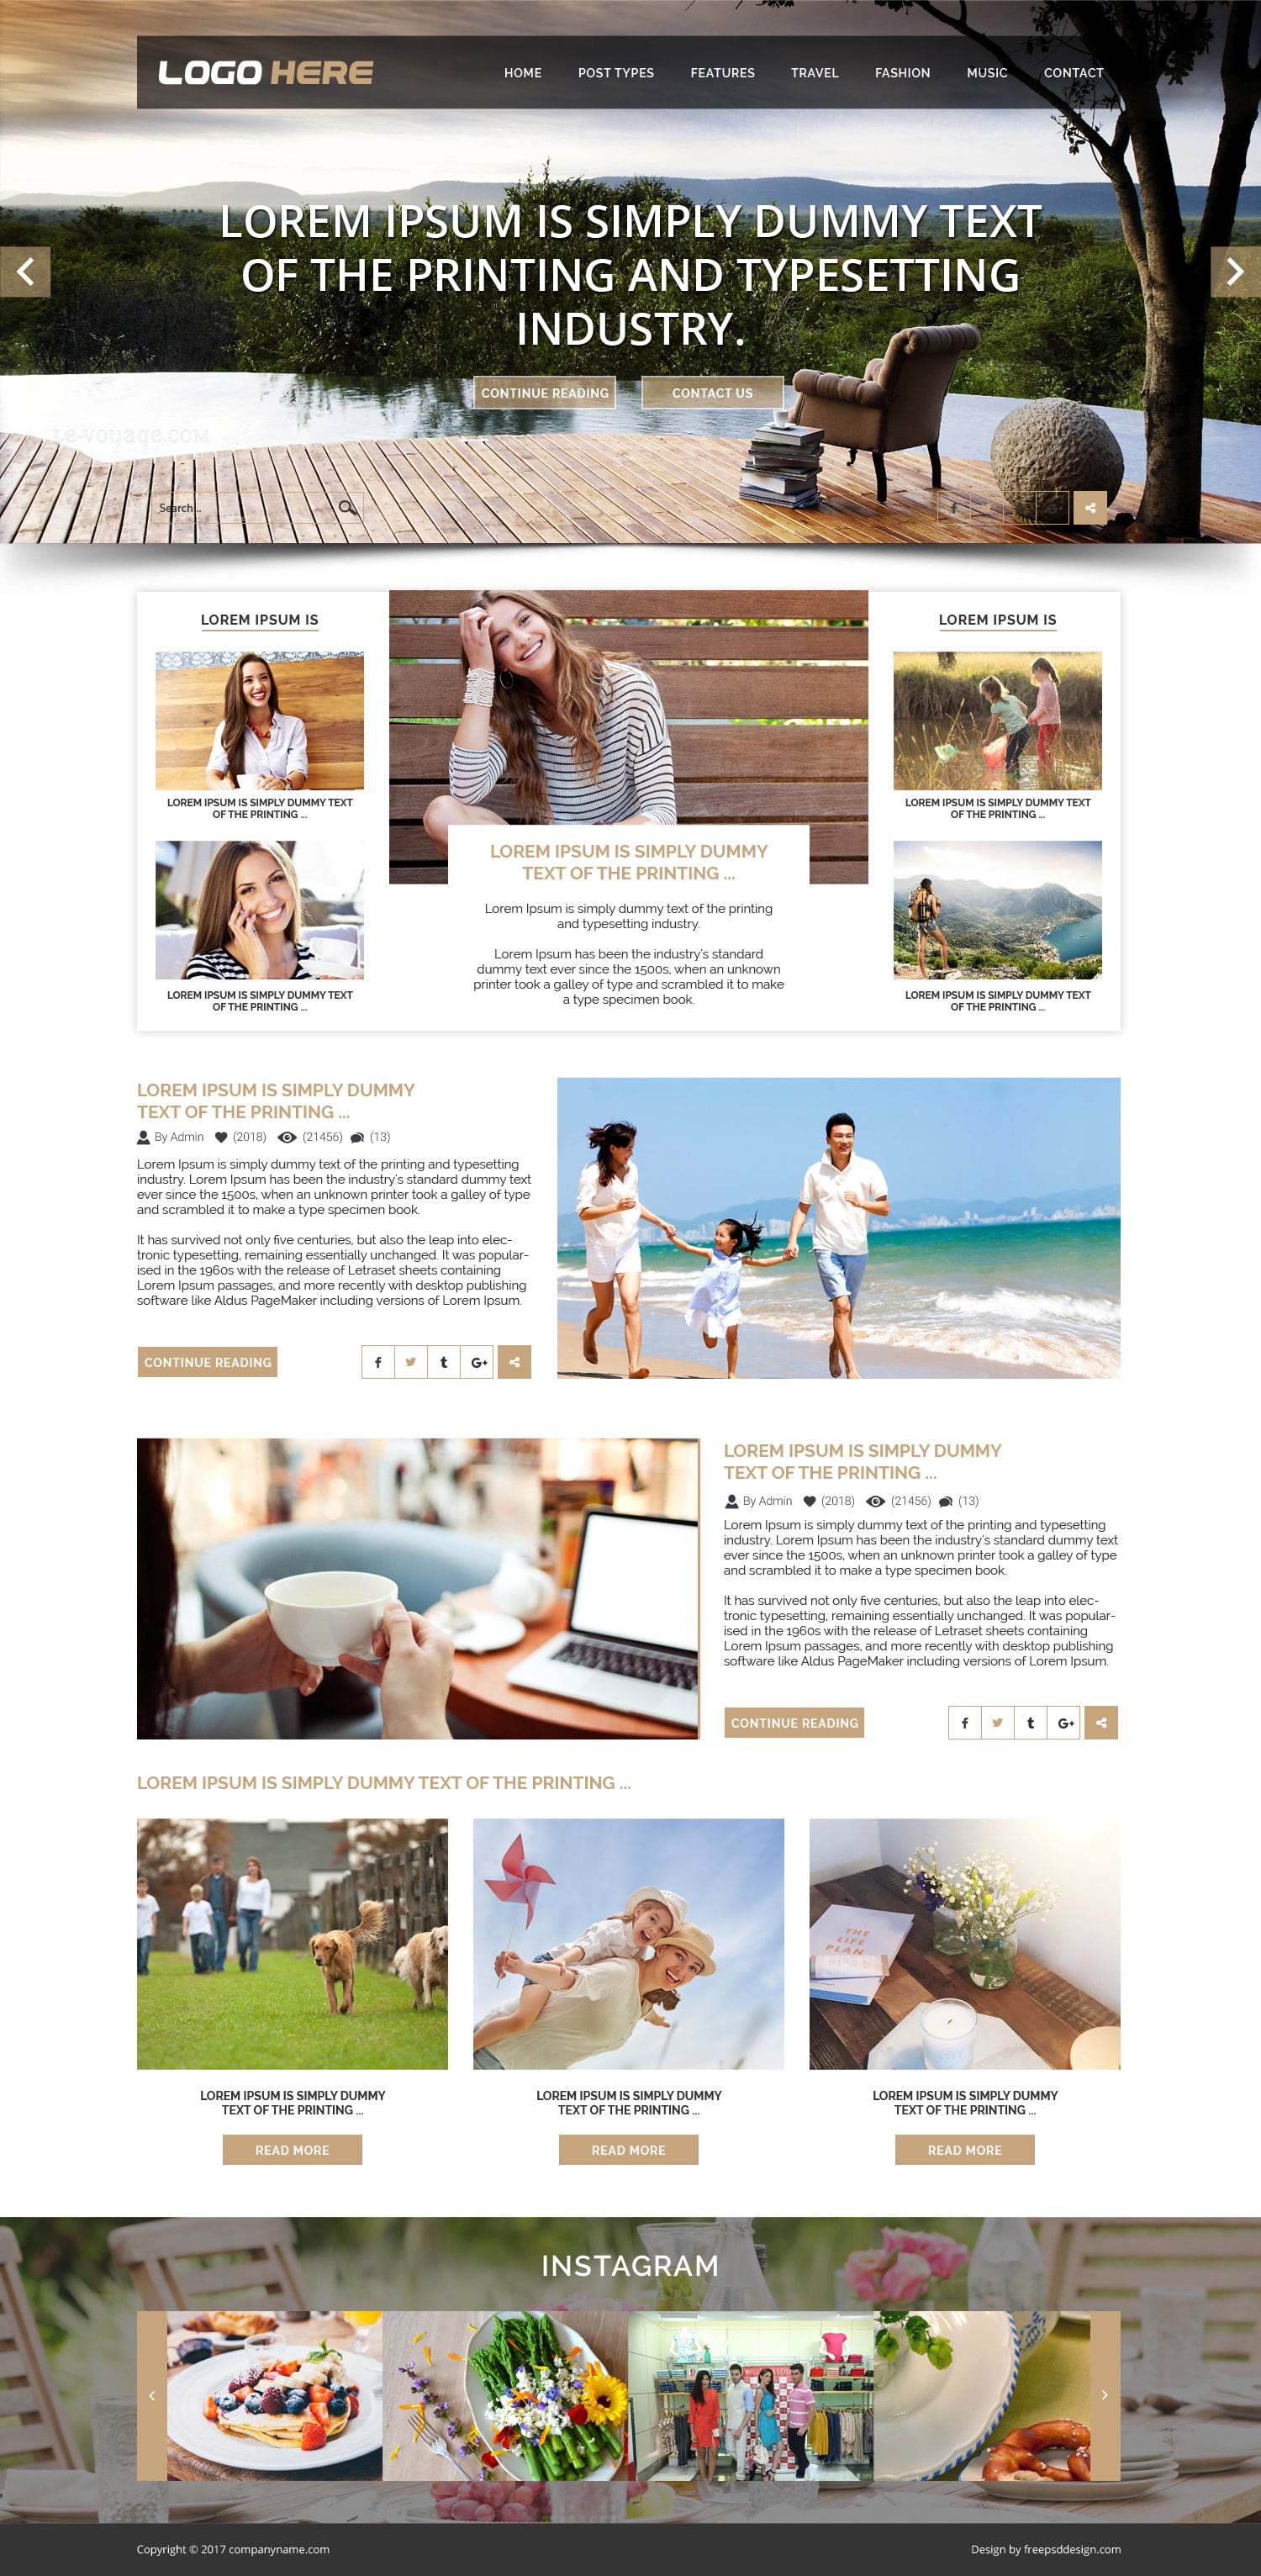 LOGO HERE
HOME POST TYPES FEATURES TRAVEL FASHION MUSIC CONTACT
LOREM IPSUM IS SIMPLY DUMMY TEXT
OF THE PRINTING AND TYPESETTING
INDUSTRY.
CONTINUE READING CONTACT US
Le-voyage.com
Search ..
LOREM IPSUM IS
LOREM IPSUM IS SIMPLY DUMMY TEXT
OF THE PRINTING ...
LOREM IPSUM IS SIMPLY DUMMY TEXT
OF THE PRINTING ...
LOREM IPSUM IS SIMPLY DUMMY
TEXT OF THE PRINTING ...
Lorem Ipsum is simply dummy text of the printing
and typesetting industry.
Lorem Ipsum has been the industry's standard
dummy text ever since the 1500s, when an unknown
printer took a galley of type and scrambled it to make
a type specimen book.
LOREM IPSUM IS
LOREM IPSUM IS SIMPLY DUMMY TEXT
OF THE PRINTING ...
LOREM IPSUM IS SIMPLY DUMMY TEXT
OF THE PRINTING ...
LOREM IPSUM IS SIMPLY DUMMY
TEXT OF THE PRINTING ...
By Admin (2018) (21456) (13)
Lorem Ipsum is simply dummy text of the printing and typesetting
industry. Lorem Ipsum has been the industry's standard dummy text
ever since the 1500s, when an unknown printer took a galley of type
and scrambled it to make a type specimen book.
It has survived not only five centuries, but also the leap into elec-
tronic typesetting, remaining essentially unchanged. It was popular-
ised in the 1960s with the release of Letraset sheets containing
Lorem Ipsum passages, and more recently with desktop publishing
software like Aldus PageMaker including versions of Lorem Ipsum.
CONTINUE READING
LOREM IPSUM IS SIMPLY DUMMY
TEXT OF THE PRINTING ...
By Admin (2018) (21456) (13)
Lorem Ipsum is simply dummy text of the printing and typesetting
industry. Lorem Ipsum has been the industry's standard dummy text
ever since the 1500s, when an unknown printer took a galley of type
and scrambled it to make a type specimen book.
It has survived not only five centuries, but also the leap into elec-
tronic typesetting, remaining essentially unchanged. It was popular-
ised in the 1960s with the release of Letraset sheets containing
Lorem Ipsum passages, and more recently with desktop publishing
software like Aldus PageMaker including versions of Lorem Ipsum.
CONTINUE READING
LOREM IPSUM IS SIMPLY DUMMY TEXT OF THE PRINTING ...
THE
LIFE
PLAN
LOREM IPSUM IS SIMPLY DUMMY
TEXT OF THE PRINTING ...
READ MORE
LOREM IPSUM IS SIMPLY DUMMY
TEXT OF THE PRINTING ...
READ MORE
LOREM IPSUM IS SIMPLY DUMMY
TEXT OF THE PRINTING ...
READ MORE
INSTAGRAM
Copyright © 2017 companyname.com
Design by freepsddesign.com